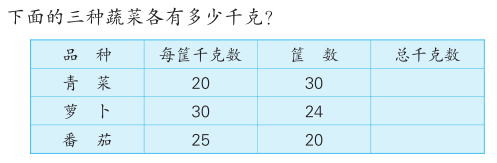 下面的三种蔬菜各有多少千克?
品 种 每筐千克数 筐 数 总千克数
青 菜 20 30
萝 卜 30 24
番 茄 25 20